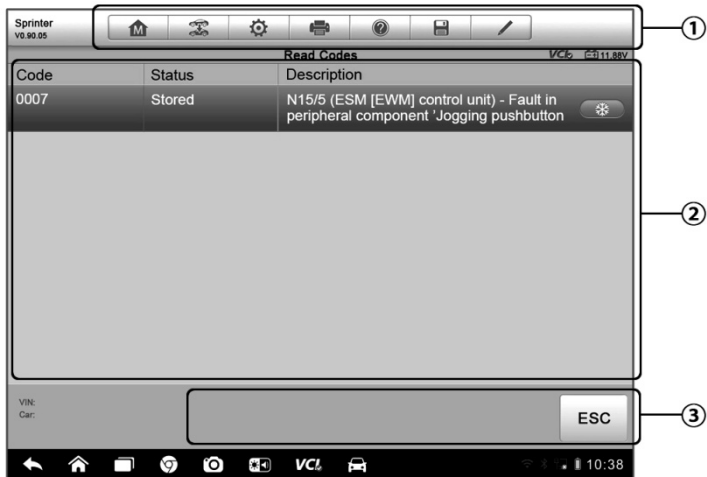 Sprinter
V0.90.05
M
①
Read Codes
VCI
11.88V
Code Status Description
0007 Stored N15/5 (ESM [EWM] control unit) - Fault in
peripheral component 'Jogging pushbutton
②
VIN:
Car:
ESC
③
VCI
10:38